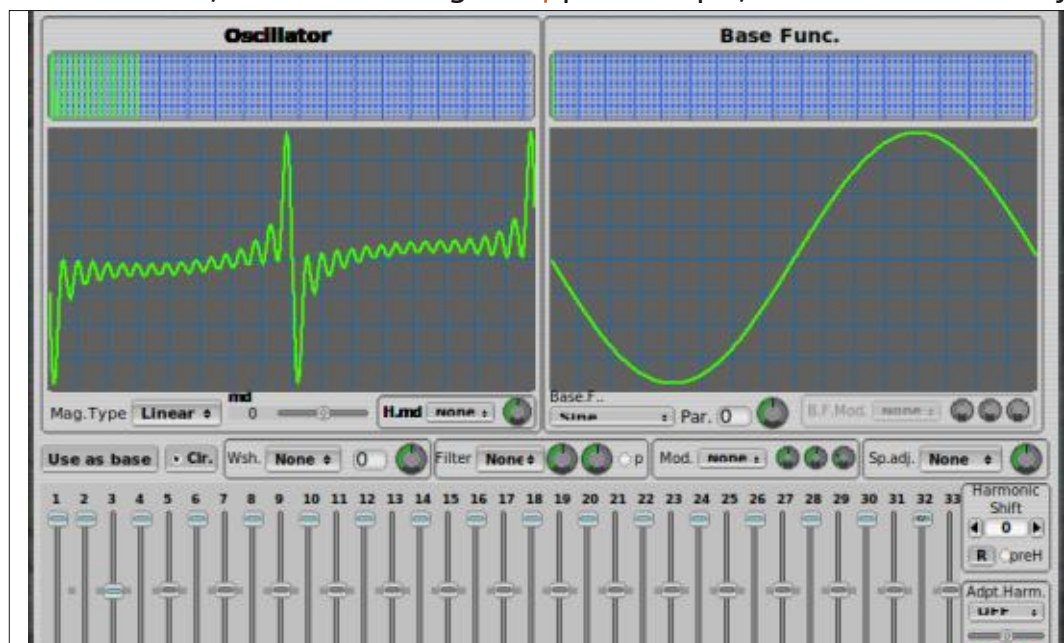 Oscillator
Base Func.
Mag.Type Linear
md
0
H.md None
Base.F..
Sine
Par. 0
B.F.Mod. None
Use as base
Clr.
Wsh. None 0
Filter None p
Mod. None
Sp.adj. None
1 2 3 4 5 6 7 8 9 10 11 12 13 14 15 16 17 18 19 20 21 22 23 24 25 26 27 28 29 30 31 32 33
Harmonic
Shift
0
R preH
Adpt.Harm.
OFF